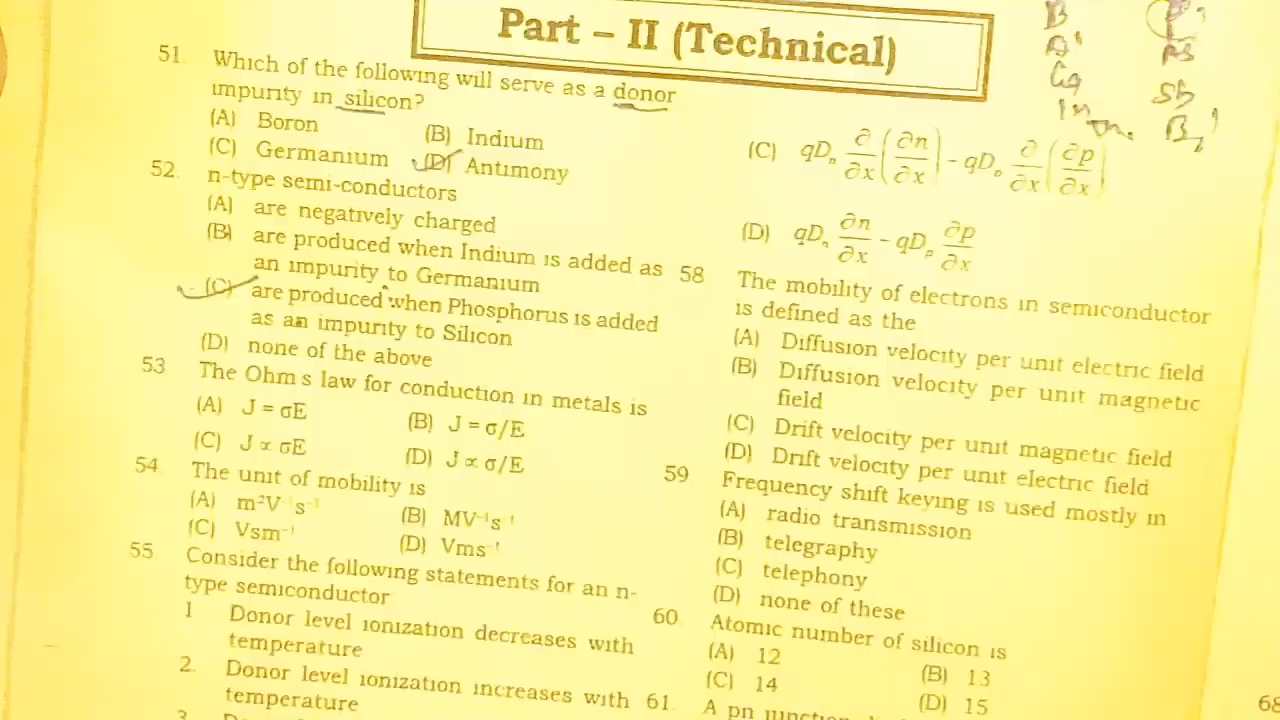 Part – II (Technical)
51. Which of the following will serve as a donor
impurity in silicon?
(A) Boron (B) Indium
(C) Germanium (D) Antimony
52. n-type semi-conductors
(A) are negatively charged
(B) are produced when Indium is added as
an impurity to Germanium
(C) are produced when Phosphorus is added
as an impurity to Silicon
(D) none of the above
53 The Ohm s law for conduction in metals is
(A) J = σE (B) J = σ/E
(C) J ∝ σE (D) J ∝ σ/E
54. The unit of mobility is
(A) m²V⁻¹s⁻¹ (B) MV⁻¹s⁻¹
(C) Vsm⁻¹ (D) Vms⁻¹
55. Consider the following statements for an n-
type semiconductor
1 Donor level ionization decreases with
temperature
2. Donor level ionization increases with
temperature
B
In
As
Sb
(C) qDₙ ∂/∂x (∂n/∂x) – qDₚ ∂/∂x (∂p/∂x)
(D) qDₙ ∂n/∂x – qDₚ ∂p/∂x
58 The mobility of electrons in semiconductor
is defined as the
(A) Diffusion velocity per unit electric field
(B) Diffusion velocity per unit magnetic
field
(C) Drift velocity per unit magnetic field
(D) Drift velocity per unit electric field
59 Frequency shift keying is used mostly in
(A) radio transmission
(B) telegraphy
(C) telephony
(D) none of these
60. Atomic number of silicon is
(A) 12 (B) 13
(C) 14 (D) 15
61. A pn
68